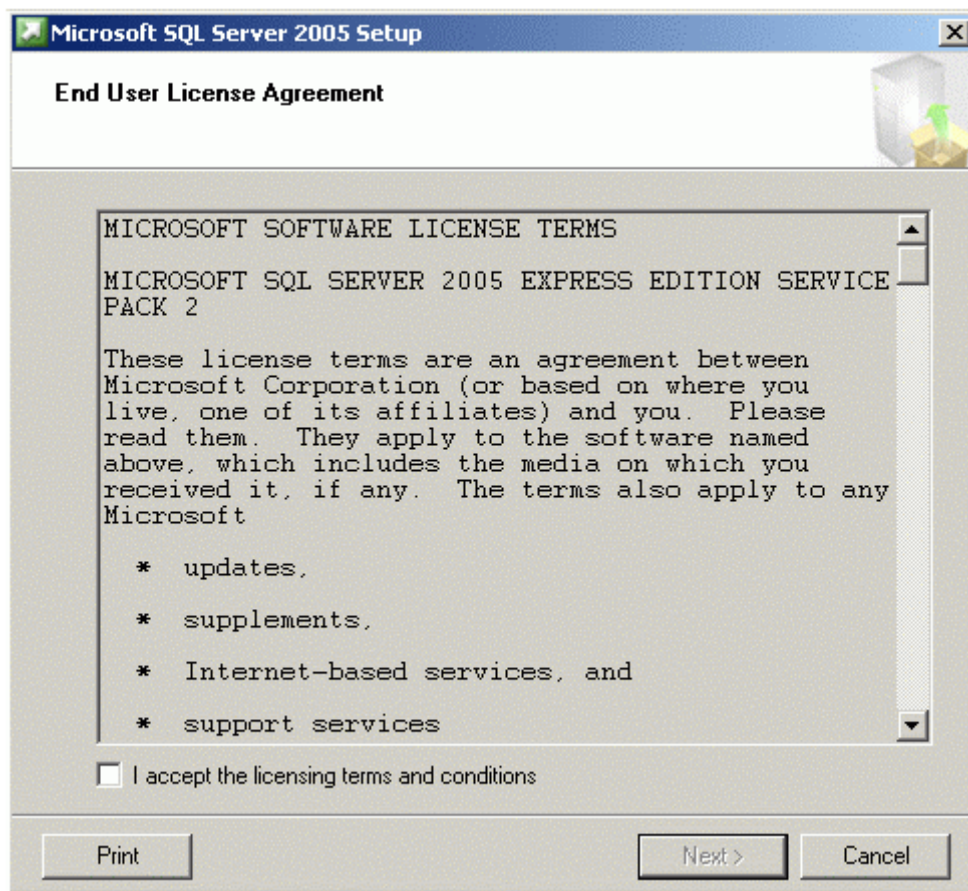 Microsoft SQL Server 2005 Setup
End User License Agreement
MICROSOFT SOFTWARE LICENSE TERMS
MICROSOFT SQL SERVER 2005 EXPRESS EDITION SERVICE
PACK 2
These license terms are an agreement between
Microsoft Corporation (or based on where you
live, one of its affiliates) and you.  Please
read them.  They apply to the software named
above, which includes the media on which you
received it, if any.  The terms also apply to any
Microsoft
* updates,
* supplements,
* Internet-based services, and
* support services
I accept the licensing terms and conditions
Print Next > Cancel